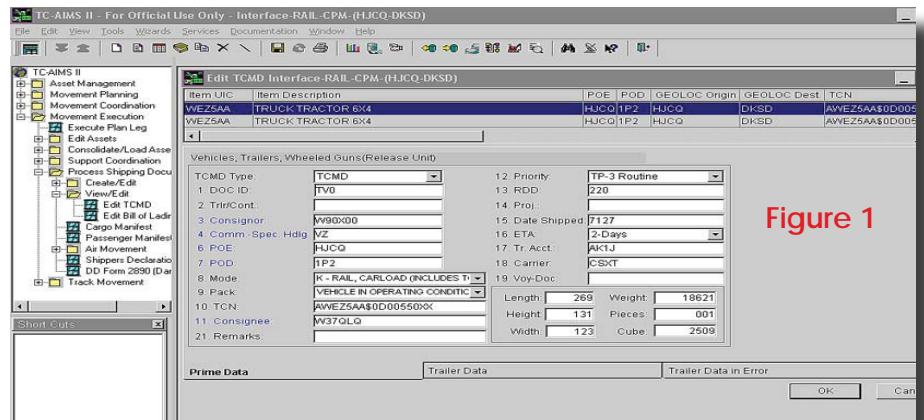 TC-AIMS II - For Official Use Only - Interface-RAIL-CPM-(HJCQ-DKSD)
File Edit View Tools Wizards Services Documentation Window Help
TC-AIMS II
Asset Management
Movement Planning
Movement Coordination
Movement Execution
Execute Plan Leg
Edit Assets
Consolidate/Load Asse
Support Coordination
Process Shipping Docu
Create/Edit
View/Edit
Edit TCMD
Edit Bill of Ladir
Cargo Manifest
Passenger Manifest
Air Movement
Shippers Declaratio
DD Form 2890 (Dar
Track Movement
Short Cuts
Edit TCMD Interface-RAIL-CPM-(HJCQ-DKSD)
Item UIC Item Description POE POD GEOLOC Origin GEOLOC Dest TCN
WEZ5AA TRUCK TRACTOR 6X4 HJCQ 1P2 HJCQ DKSD AWEZ5AA$0D005
WEZ5AA TRUCK TRACTOR 6X4 HJCQ 1P2 HJCQ DKSD AWEZ5AA$0D005
Vehicles, Trailers, Wheeled Guns(Release Unit)
TCMD Type: TCMD
1. DOC ID: TV0
2. Trlr/Cont.:
3. Consignor: W90X00
4. Comm.-Spec. Hdlg: VZ
6. POE: HJCQ
7. POD: 1P2
8. Mode: K - RAIL, CARLOAD (INCLUDES T
9. Pack: VEHICLE IN OPERATING CONDITIC
10. TCN: AWEZ5AA$0D00550XX
11. Consignee: W37QLQ
21. Remarks:
12. Priority: TP-3 Routine
13. RDD: 220
14. Proj.:
15. Date Shipped: 7127
16. ETA: 2-Days
17. Tr. Acct.: AK1J
18. Carrier: CSXT
19. Voy-Doc:
Length: 269 Weight: 18621
Height: 131 Pieces: 001
Width: 123 Cube: 2509
Prime Data Trailer Data Trailer Data in Error
OK Can
Figure 1